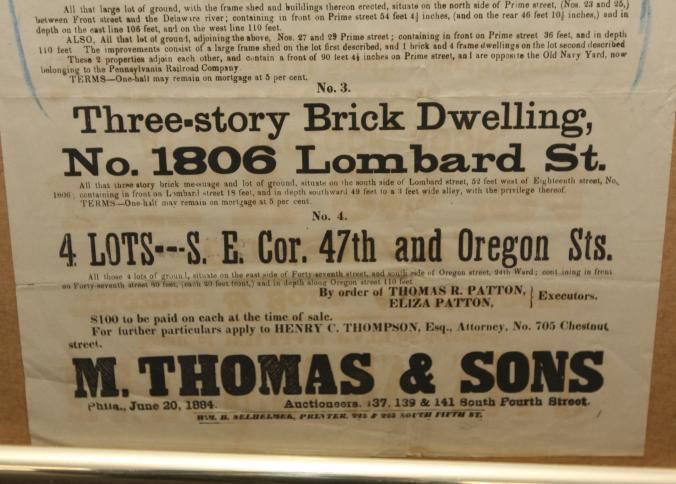 All that large lot of ground, with the frame shed and buildings thereon erected, situate on the north side of Prime street, (Nos. 23 and 25,)
between Front street and the Delaware river; containing in front on Prime street 54 feet 4½ inches, (and on the rear 46 feet 10½ inches,) and in
depth on the east line 106 feet, and on the west line 110 feet.
ALSO, All that lot of ground, adjoining the above, Nos. 27 and 29 Prime street; containing in front on Prime street 36 feet, and in depth
110 feet The improvements consist of a large frame shed on the lot first described, and 1 brick and 4 frame dwellings on the lot second described
These 2 properties adjoin each other, and contain a front of 90 feet 4½ inches on Prime street, and are opposite the Old Navy Yard, now
belonging to the Pennsylvania Railroad Company.
TERMS—One-half may remain on mortgage at 5 per cent.
No. 3.
Three-story Brick Dwelling,
No. 1806 Lombard St.
All that three story brick messuage and lot of ground, situate on the south side of Lombard street, 52 feet west of Eighteenth street, No.
1806; containing in front on Lombard street 18 feet, and in depth southward 49 feet to a 3 feet wide alley, with the privilege thereof.
TERMS—One-half may remain on mortgage at 5 per cent.
No. 4.
4 LOTS---S. E. Cor. 47th and Oregon Sts.
All those 4 lots of ground, situate on the east side of Forty-seventh street, and south side of Oregon street, 24th Ward; containing in front
on Forty-seventh street 80 feet, (each 20 feet front,) and in depth along Oregon street 110 feet
By order of THOMAS R. PATTON,
ELIZA PATTON, } Executors.
$100 to be paid on each at the time of sale.
For further particulars apply to HENRY C. THOMPSON, Esq., Attorney, No. 705 Chestnut
street.
M. THOMAS & SONS
Phila., June 20, 1884. Auctioneers. 137, 139 & 141 South Fourth Street.
WM. B. SELHEIMER, PRINTER, SOUTH FIFTH ST.